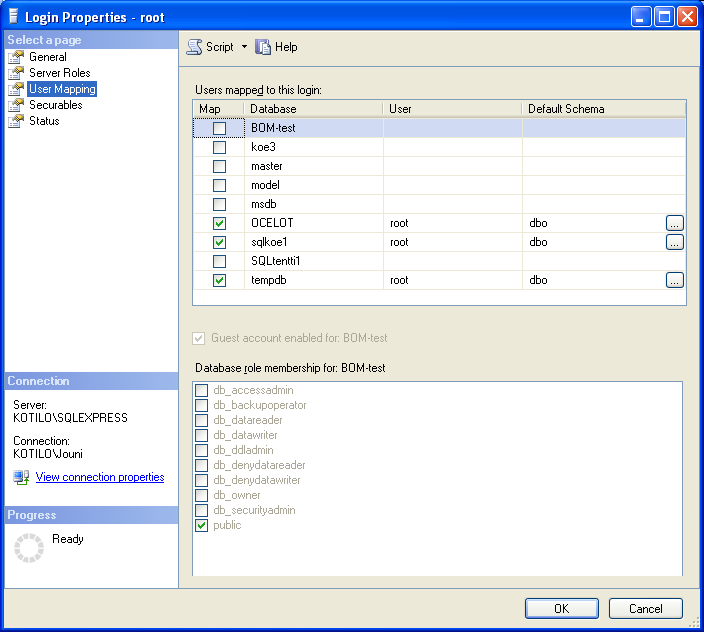 Login Properties - root
Select a page
General
Server Roles
User Mapping
Securables
Status
Connection
Server:
KOTILO\SQLEXPRESS
Connection:
KOTILO\Jouni
View connection properties
Progress
Ready
Script Help
Users mapped to this login:
Map Database User Default Schema
BOM-test
koe3
master
model
msdb
OCELOT root dbo ...
sqlkoe1 root dbo ...
SQLtentti1
tempdb root dbo ...
Guest account enabled for: BOM-test
Database role membership for: BOM-test
db_accessadmin
db_backupoperator
db_datareader
db_datawriter
db_ddladmin
db_denydatareader
db_denydatawriter
db_owner
db_securityadmin
public
OK Cancel